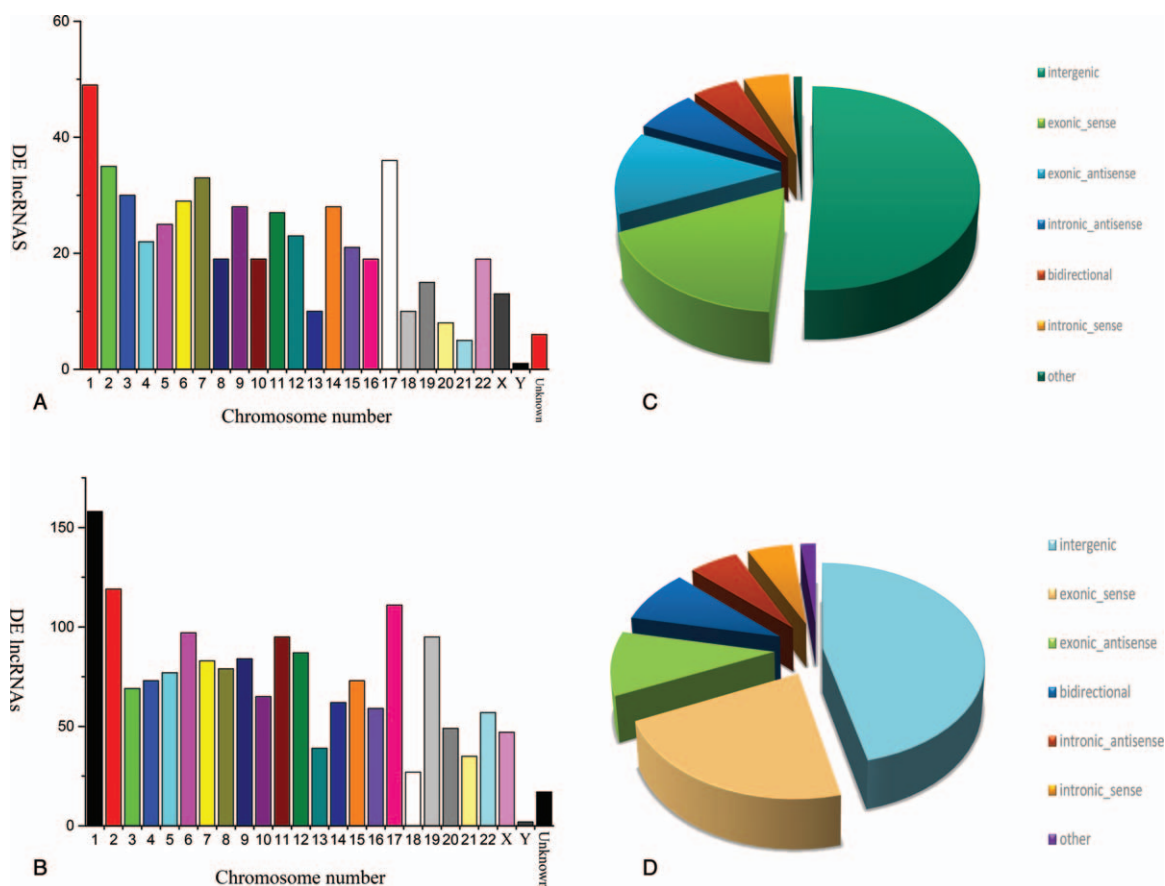 60
40
20
0
DE lncRNAS
1 2 3 4 5 6 7 8 9 10 11 12 13 14 15 16 17 18 19 20 21 22 X Y Unknown
A
Chromosome number
intergenic
exonic_sense
exonic_antisense
intronic_antisense
bidirectional
intronic_sense
other
C
150
100
50
0
DE lncRNAs
1 2 3 4 5 6 7 8 9 10 11 12 13 14 15 16 17 18 19 20 21 22 X Y Unknown
B
Chromosome number
intergenic
exonic_sense
exonic_antisense
bidirectional
intronic_antisense
intronic_sense
other
D